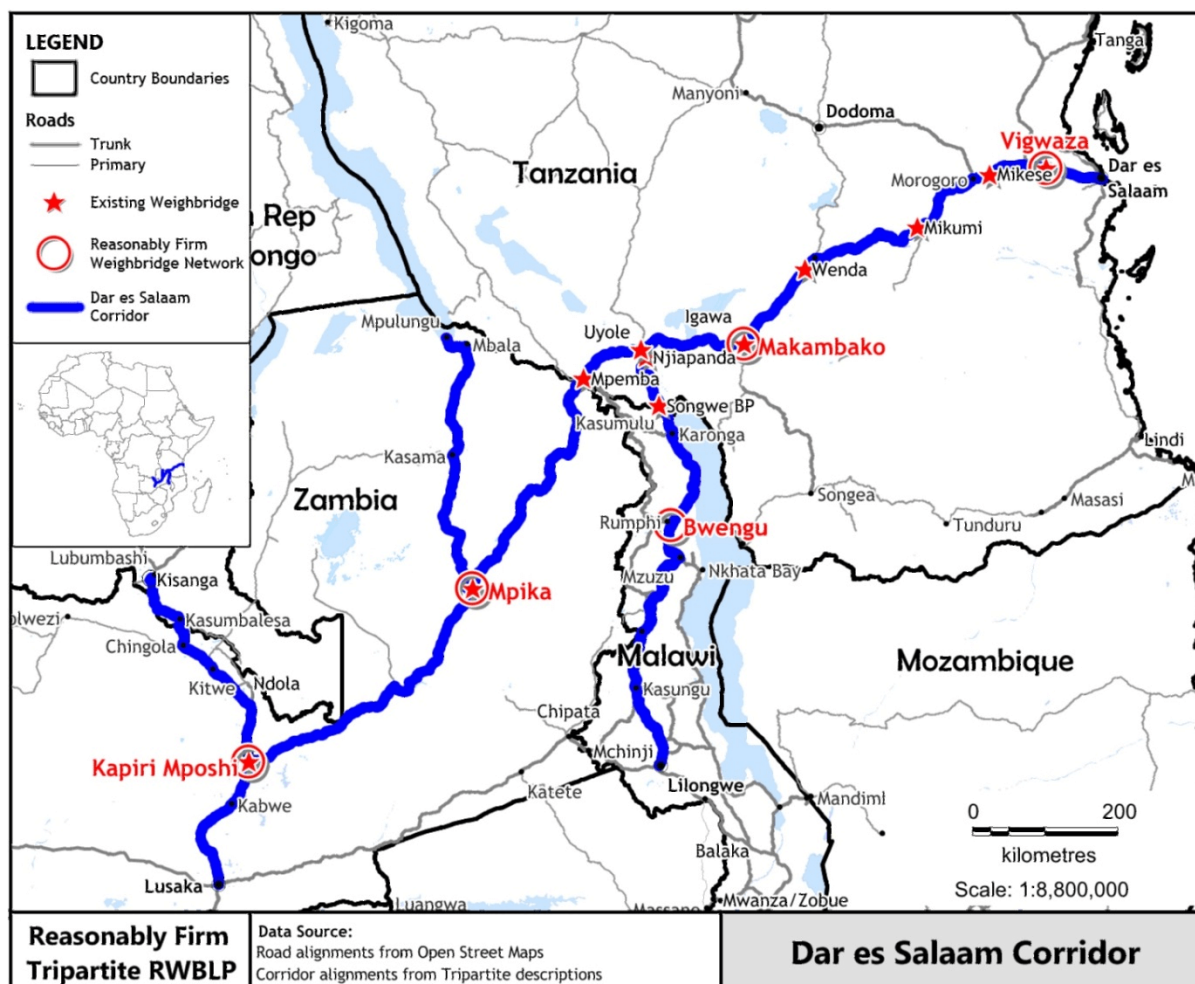 LEGEND
Country Boundaries
Roads
Trunk
Primary
Existing Weighbridge
Reasonably Firm
Weighbridge Network
Dar es Salaam
Corridor
Kigoma
Tanga
Manyoni
Dodoma
Vigwaza
Tanzania
Morogoro
Mikese
Dar es
Salaam
Rep
ongo
Mikumi
Wenda
Mpulungu
Mbala
Uyole
Igawa
Njiapanda
Makambako
Mpemba
Songwe BP
Kasumulu
Karonga
Lindi
Kasama
Zambia
Songea
Masasi
M
Rumphi
Bwengu
Tunduru
Lubumbashi
Kisanga
Mzuzu
Nkhata Bay
Mpika
olwezi
Kasumbalesa
Chingola
Malawi
Mozambique
Kitwe
Ndola
Kasungu
Chipata
Mchinji
Kapiri Mposhi
Katete
Lilongwe
Mandiml
Kabwe
0 200
kilometres
Balaka
Scale: 1:8,800,000
Lusaka
Luangwa
Massano
Mwanza/Zobue
Reasonably Firm
Tripartite RWBLP
Data Source:
Road alignments from Open Street Maps
Corridor alignments from Tripartite descriptions
Dar es Salaam Corridor